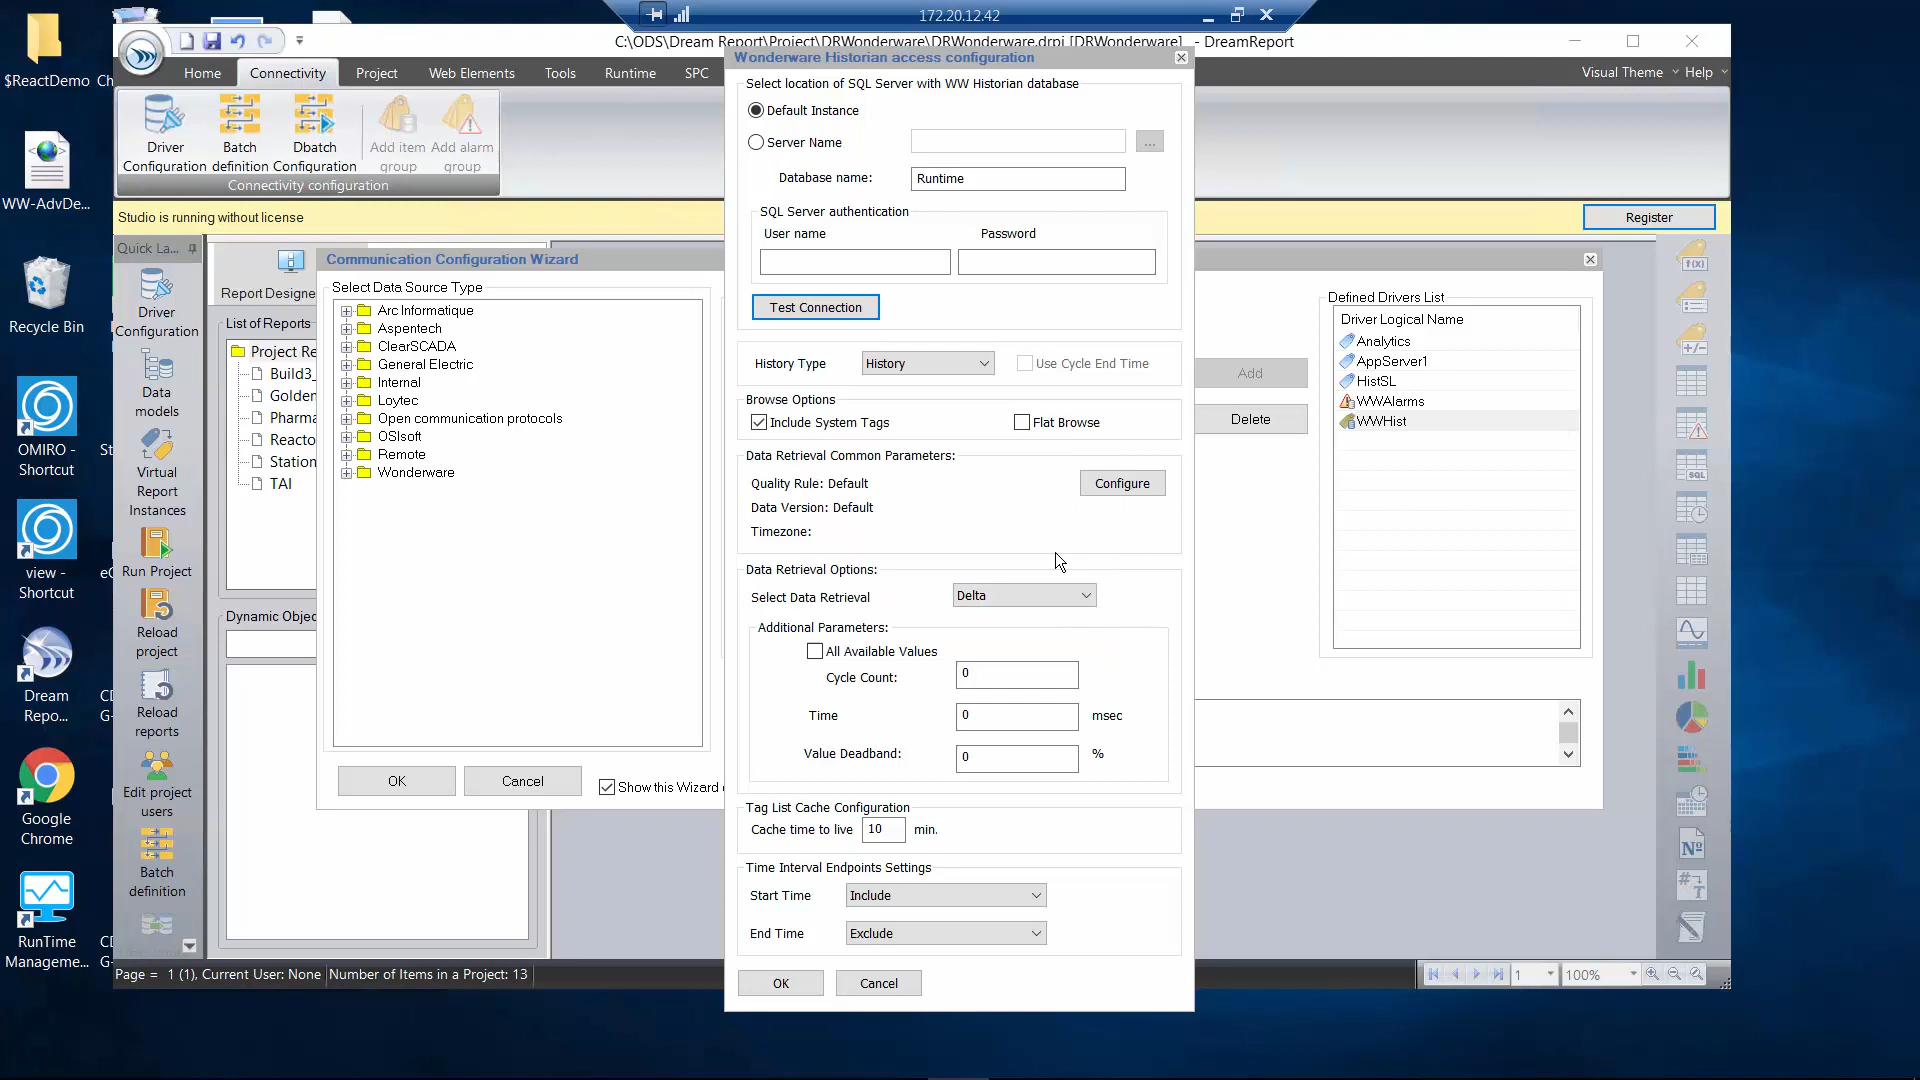 172.20.12.42
C:\ODS\Dream Report\Project\DRWonderware\DRWonderware.drpj [DRWonderware] - DreamReport
Home Connectivity Project Web Elements Tools Runtime SPC Visual Theme Help
Driver Configuration
Batch definition
Dbatch Configuration
Add item group
Add alarm group
Connectivity configuration
Studio is running without license
Register
$ReactDemo
WW-AdvDe...
Recycle Bin
OMIRO - Shortcut
view - Shortcut
Dream Repo...
Google Chrome
RunTime Manageme...
Quick La...
Driver Configuration
Data models
Virtual Report Instances
Run Project
Reload project
Reload reports
Edit project users
Batch definition
Report Designe
List of Reports
Project Re
Build3_
Golden
Pharma
Reacto
Station
TAI
Dynamic Objec
Communication Configuration Wizard
Select Data Source Type
Arc Informatique
Aspentech
ClearSCADA
General Electric
Internal
Loytec
Open communication protocols
OSIsoft
Remote
Wonderware
OK Cancel
Show this Wizard
Wonderware Historian access configuration
Select location of SQL Server with WW Historian database
Default Instance
Server Name ...
Database name: Runtime
SQL Server authentication
User name Password
Test Connection
History Type History Use Cycle End Time
Browse Options
Include System Tags Flat Browse
Data Retrieval Common Parameters:
Quality Rule: Default Configure
Data Version: Default
Timezone:
Data Retrieval Options:
Select Data Retrieval Delta
Additional Parameters:
All Available Values
Cycle Count: 0
Time 0 msec
Value Deadband: 0 %
Tag List Cache Configuration
Cache time to live 10 min.
Time Interval Endpoints Settings
Start Time Include
End Time Exclude
OK Cancel
Add
Delete
Defined Drivers List
Driver Logical Name
Analytics
AppServer1
HistSL
WWAlarms
WWHist
f(x)
+/-
SQL
Nº
Page = 1 (1), Current User: None Number of Items in a Project: 13
1 100%